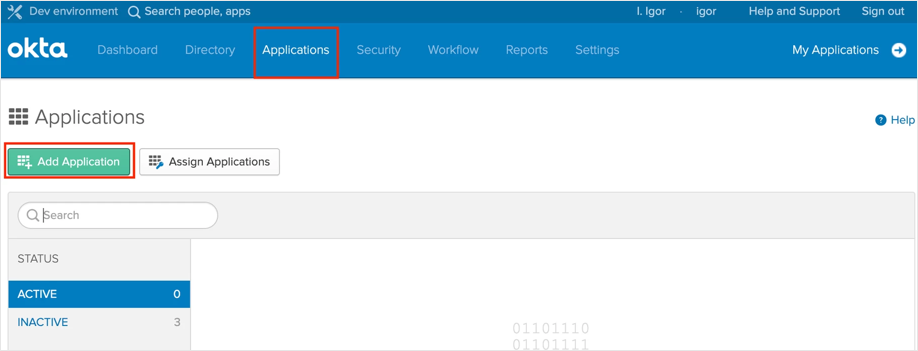 Dev environment Search people, apps I. Igor · igor Help and Support Sign out
okta Dashboard Directory Applications Security Workflow Reports Settings My Applications
Applications
? Help
Add Application Assign Applications
Search
STATUS
ACTIVE 0
INACTIVE 3
01101110
01101111